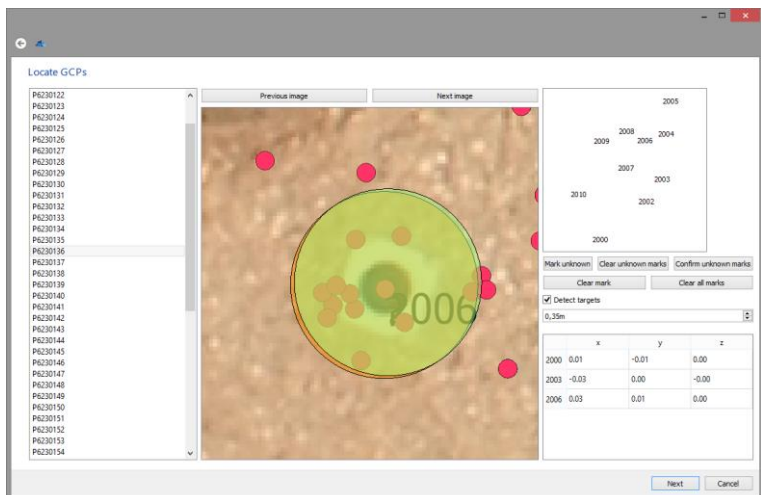 Locate GCPs
P6230122
P6230123
P6230124
P6230125
P6230126
P6230127
P6230128
P6230129
P6230130
P6230131
P6230132
P6230133
P6230134
P6230135
P6230136
P6230137
P6230138
P6230139
P6230140
P6230141
P6230142
P6230143
P6230144
P6230145
P6230146
P6230147
P6230148
P6230149
P6230150
P6230151
P6230152
P6230153
P6230154
Previous image Next image
2006
2005
2008 2004
2009 2006
2007
2003
2010
2002
2000
Mark unknown Clear unknown marks Confirm unknown marks
Clear mark Clear all marks
Detect targets
0,35m
x y z
2000 0.01 -0.01 0.00
2003 -0.03 0.00 -0.00
2006 0.03 0.01 0.00
Next Cancel